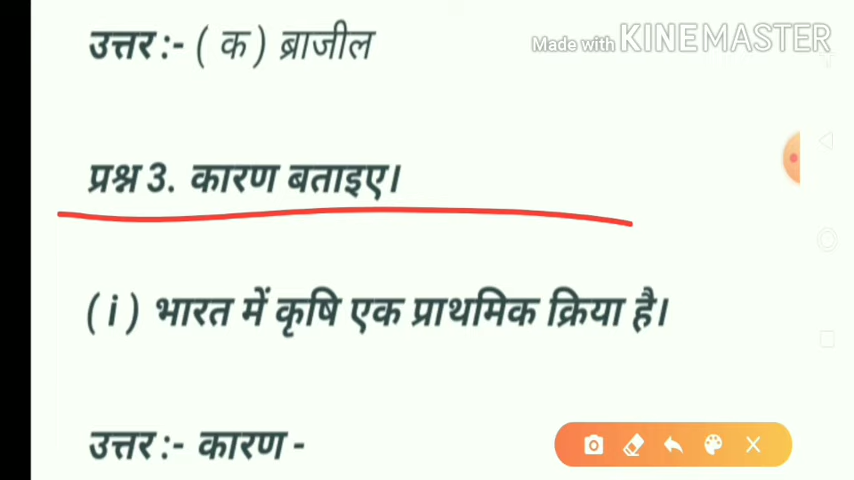 उत्तर :- ( क ) ब्राजील
Made with KINEMASTER
प्रश्न 3. कारण बताइए।
( i ) भारत में कृषि एक प्राथमिक क्रिया है।
उत्तर :- कारण -